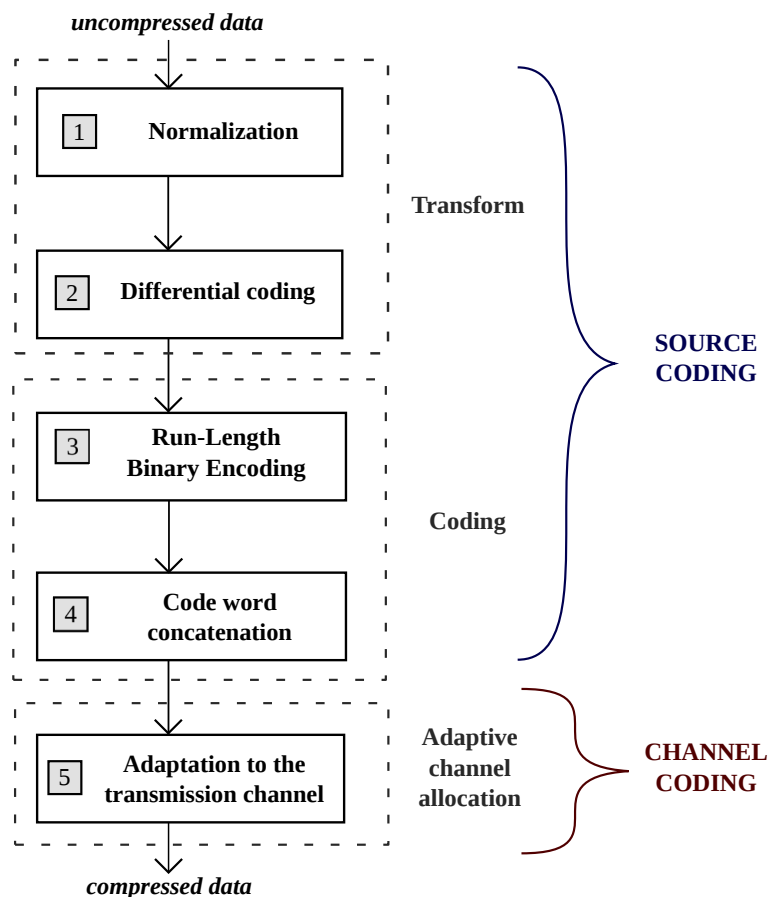 uncompressed data
1
Normalization
Transform
2
Differential coding
SOURCE
CODING
3
Run-Length
Binary Encoding
Coding
4
Code word
concatenation
5
Adaptation to the
transmission channel
Adaptive
channel
allocation
CHANNEL
CODING
compressed data